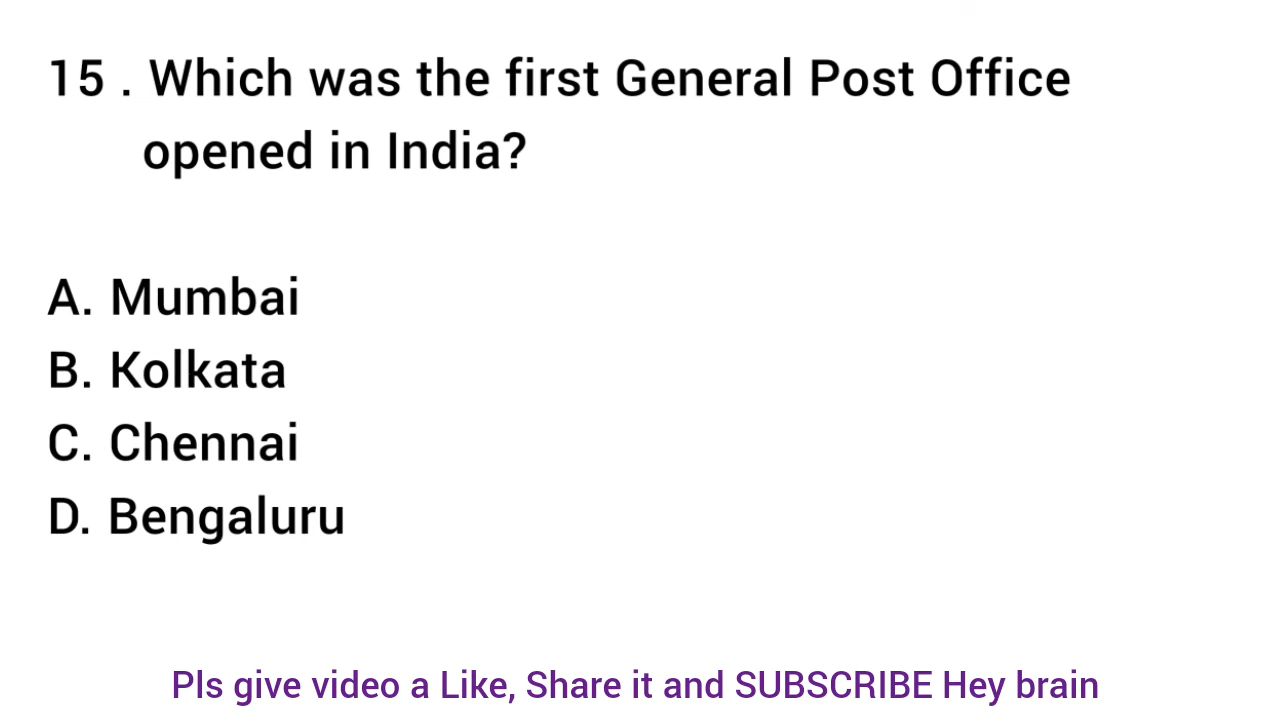 15 . Which was the first General Post Office
opened in India?
A. Mumbai
B. Kolkata
C. Chennai
D. Bengaluru
Pls give video a Like, Share it and SUBSCRIBE Hey brain